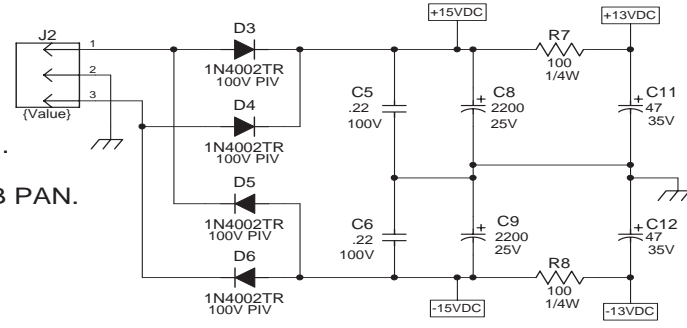 J2
1
2
3
{Value}
.
B PAN.
D3
1N4002TR
100V PIV
D4
1N4002TR
100V PIV
D5
1N4002TR
100V PIV
D6
1N4002TR
100V PIV
C5
.22
100V
C6
.22
100V
+15VDC
C8
+
2200
25V
C9
+
2200
25V
-15VDC
R7
100
1/4W
R8
100
1/4W
+13VDC
C11
+
47
35V
C12
+
47
35V
-13VDC